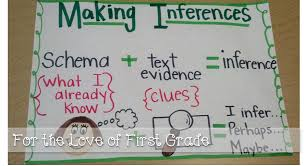 Making Inferences
Schema + text evidence = inference
{What I already know} {clues}
= I infer...
Perhaps...
Maybe...
For the Love of First Grade